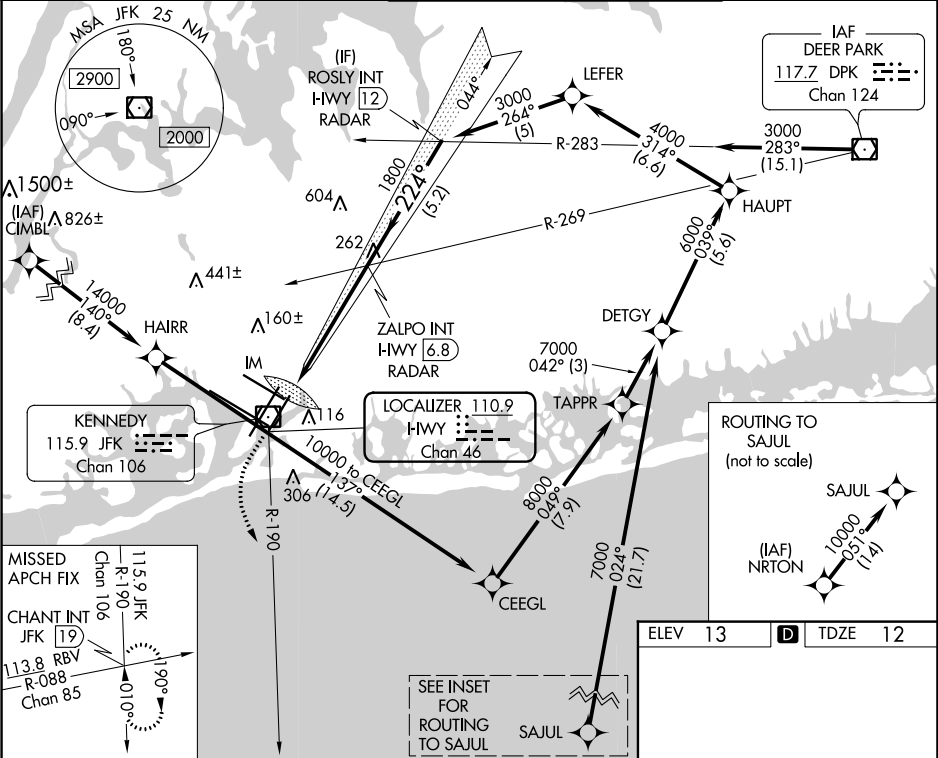 MSA JFK 25 NM
180°
2900
090°
2000
(IF)
ROSLY INT
I-HWY 12
RADAR
044°
LEFER
3000
264°
(5)
IAF
DEER PARK
117.7 DPK
Chan 124
4000
314°
(6.6)
R-283
3000
283°
(15.1)
1800
224°
(5.2)
604
R-269
HAUPT
1500±
(IAF)
CIMBL
826±
262
6000
039°
(5.6)
441±
14000
140°
(8.4)
HAIRR
160±
ZALPO INT
I-HWY 6.8
RADAR
DETGY
7000
042° (3)
TAPPR
IM
KENNEDY
115.9 JFK
Chan 106
116
LOCALIZER 110.9
I-HWY
Chan 46
ROUTING TO
SAJUL
(not to scale)
10000 to CEEGL
137°
(14.5)
306
R-190
8000
049°
(7.9)
SAJUL
10000
051°
(14)
(IAF)
NRTON
7000
024°
(21.7)
CEEGL
MISSED
APCH FIX
115.9 JFK
R-190
Chan 106
CHANT INT
JFK 19
113.8 RBV
R-088
Chan 85
190°
010°
SEE INSET
FOR
ROUTING
TO SAJUL
SAJUL
ELEV 13 D TDZE 12